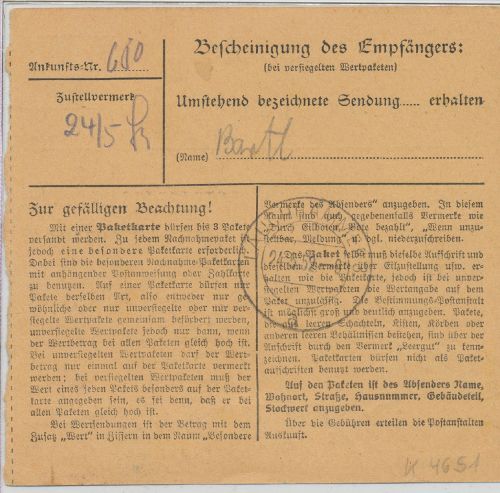 Ankunfts-Nr. 680
Zustellvermerk
24/5
Bescheinigung des Empfängers:
(bei versiegelten Wertpaketen)
Umstehend bezeichnete Sendung..... erhalten
(Name) Bartl
Zur gefälligen Beachtung!
Mit einer Paketkarte dürfen bis 3 Pakete
versandt werden. Zu jedem Nachnahmepaket ist
jedoch eine besondere Paketkarte erforderlich.
Dabei sind die besonderen Nachnahme-Paketkarten
mit anhängender Postanweisung oder Zahlkarte
zu benutzen. Auf einer Paketkarte dürfen nur
Pakete derselben Art, also entweder nur ge-
wöhnliche oder nur unversiegelte oder nur ver-
siegelte Wertpakete gemeinsam befördert werden,
unversiegelte Wertpakete jedoch nur dann, wenn
der Wertbetrag bei allen Paketen gleich hoch ist.
Bei unversiegelten Wertpaketen darf der Wert-
betrag nur einmal auf der Paketkarte vermerkt
werden; bei versiegelten Wertpaketen muß der
Wert eines jeden Pakets besonders auf der Paket-
karte angegeben sein, es sei denn, daß er bei
allen Paketen gleich hoch ist.
Bei Wertsendungen ist der Betrag mit dem
Zusatz „Wert" in Ziffern in dem Raum „Besondere
Vermerke des Absenders" anzugeben. In diesem
Raum sind auch gegebenenfalls Vermerke wie
„Durch Eilboten, Bote bezahlt", „Wenn unzu-
stellbar, Meldung" u. dgl. niederzuschreiben.
Das Paket selbst muß dieselbe Aufschrift und
dieselben Vermerke über Eilzustellung usw. er-
halten wie die Paketkarte, jedoch ist bei unver-
siegelten Wertpaketen die Wertangabe auf dem
Paket unzulässig. Die Bestimmungs-Postanstalt
ist möglichst groß und deutlich anzugeben. Pakete,
die aus leeren Schachteln, Kisten, Körben oder
anderen leeren Behältnissen bestehen, sind über der
Anschrift durch den Vermerk „Leergut" zu kenn-
zeichnen. Paketkarten dürfen nicht als Paket-
aufschriften benutzt werden.
Auf den Paketen ist des Absenders Name,
Wohnort, Straße, Hausnummer, Gebäudeteil,
Stockwerk anzugeben.
Über die Gebühren erteilen die Postanstalten
Auskunft.
K 4651